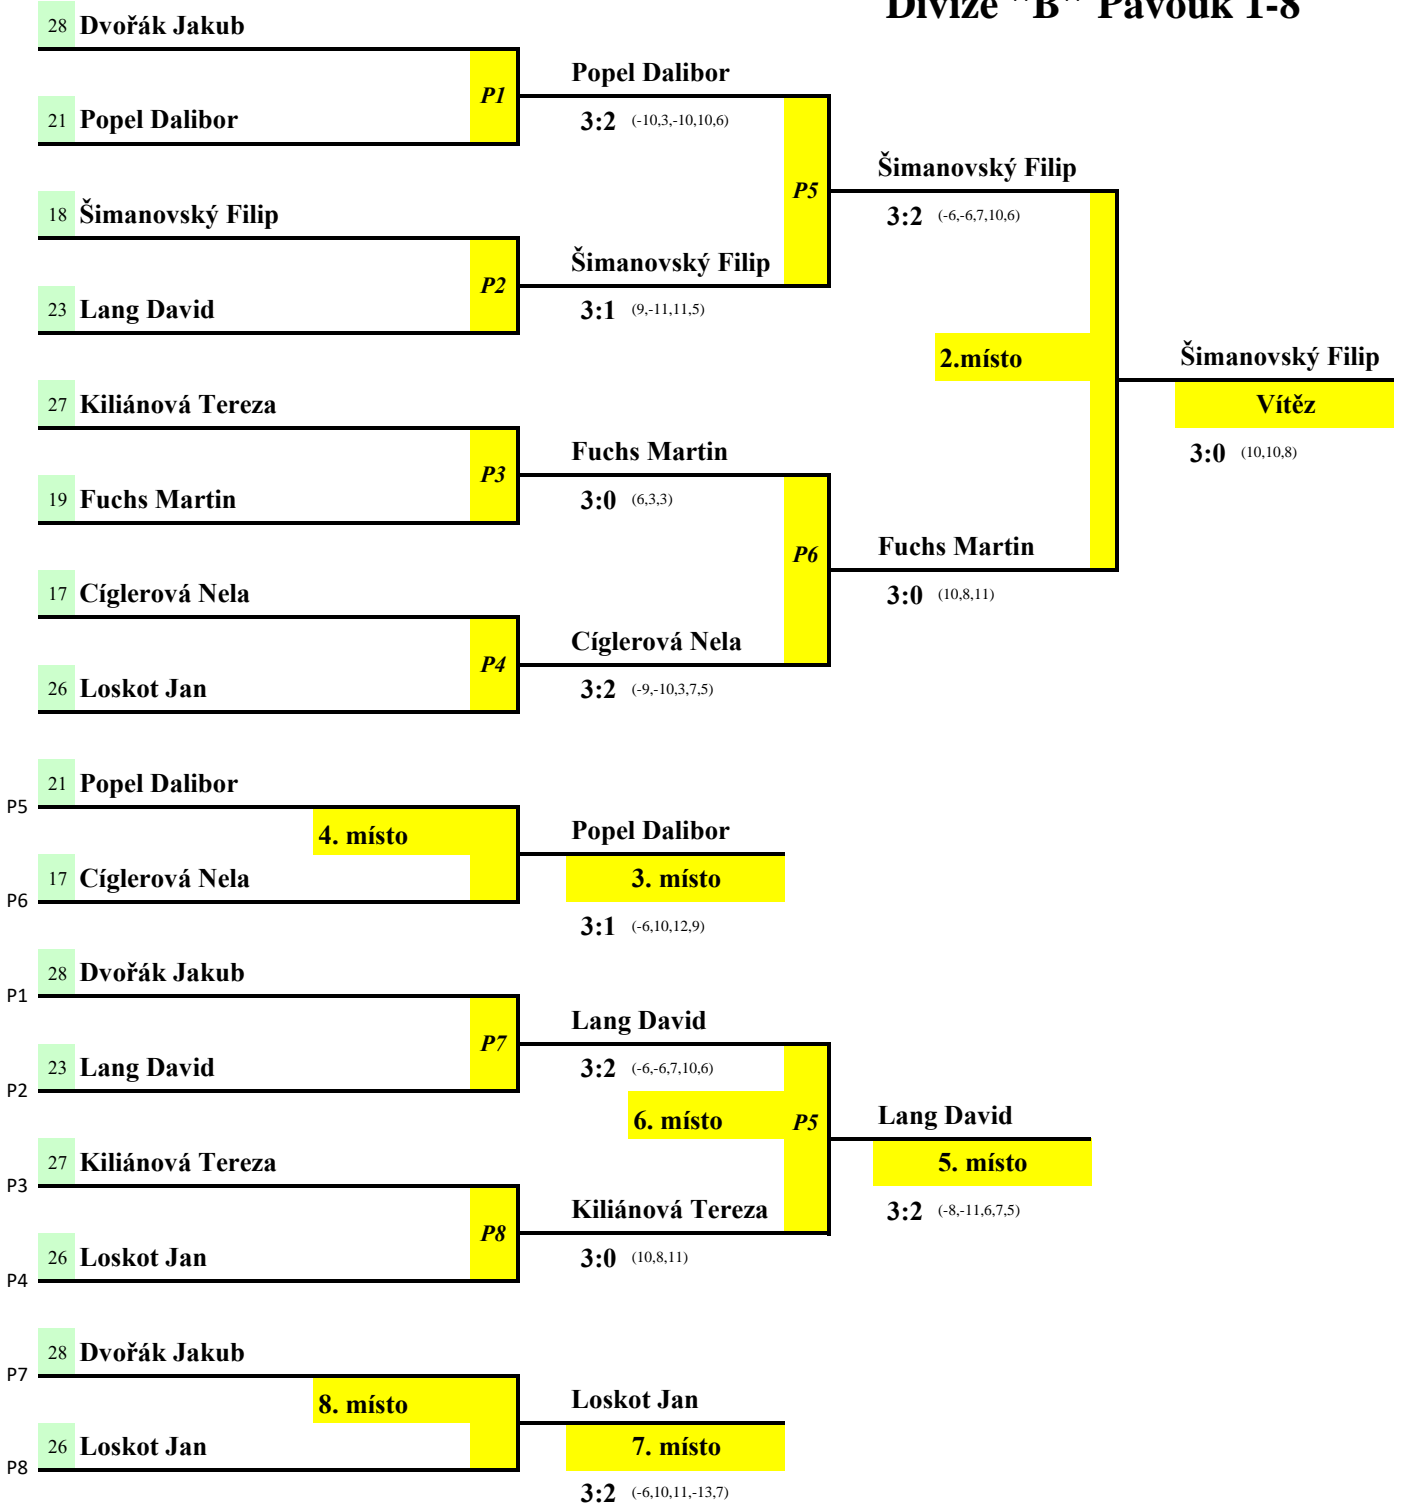 Divize "B" Pavouk 1-8
28 Dvořák Jakub
Popel Dalibor
P1
21 Popel Dalibor
3:2 (-10,3,-10,10,6)
Šimanovský Filip
P5
18 Šimanovský Filip
3:2 (-6,-6,7,10,6)
Šimanovský Filip
P2
23 Lang David
3:1 (9,-11,11,5)
2.místo
Šimanovský Filip
27 Kiliánová Tereza
Vítěz
Fuchs Martin
3:0 (10,10,8)
P3
19 Fuchs Martin
3:0 (6,3,3)
Fuchs Martin
P6
17 Cíglerová Nela
3:0 (10,8,11)
Cíglerová Nela
P4
26 Loskot Jan
3:2 (-9,-10,3,7,5)
21 Popel Dalibor
P5
4. místo
Popel Dalibor
17 Cíglerová Nela
3. místo
P6
3:1 (-6,10,12,9)
28 Dvořák Jakub
P1
Lang David
P7
23 Lang David
3:2 (-6,-6,7,10,6)
P2
6. místo
P5
Lang David
27 Kiliánová Tereza
5. místo
P3
Kiliánová Tereza
3:2 (-8,-11,6,7,5)
P8
26 Loskot Jan
3:0 (10,8,11)
P4
28 Dvořák Jakub
P7
8. místo
Loskot Jan
26 Loskot Jan
7. místo
P8
3:2 (-6,10,11,-13,7)